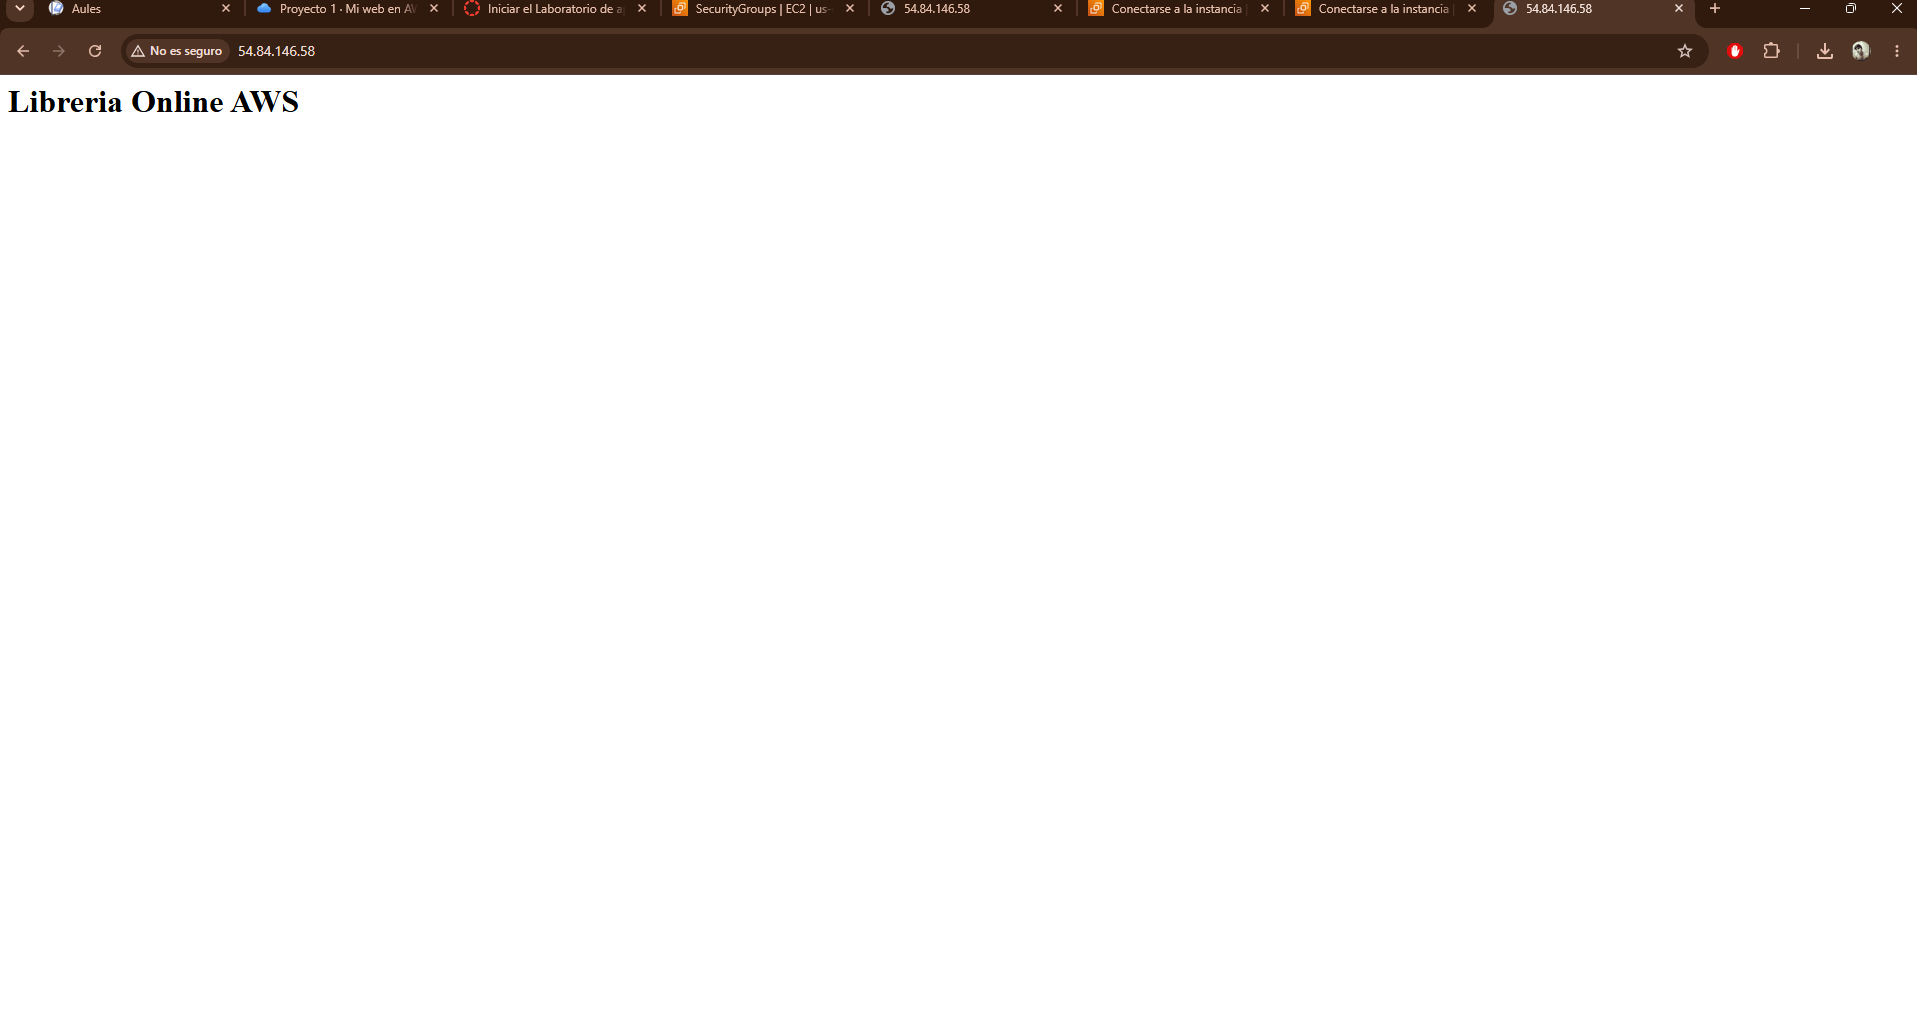 Aules
Proyecto 1 · Mi web en AW
Iniciar el Laboratorio de a
SecurityGroups | EC2 | us-
54.84.146.58
Conectarse a la instancia |
Conectarse a la instancia |
54.84.146.58
No es seguro
54.84.146.58
Libreria Online AWS